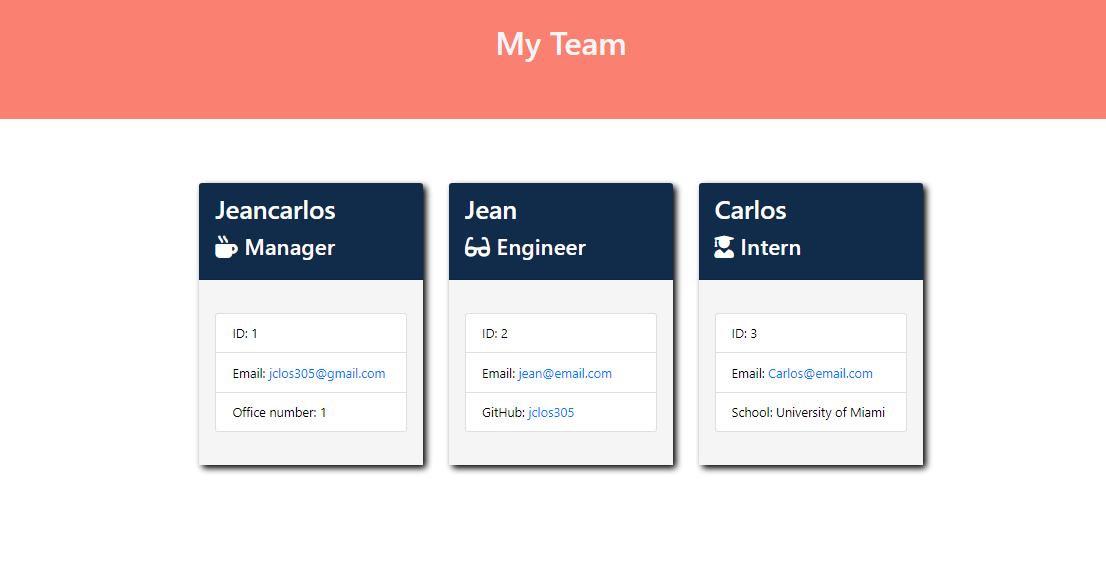 My Team
Jeancarlos
Manager
ID: 1
Email: jclos305@gmail.com
Office number: 1
Jean
Engineer
ID: 2
Email: jean@email.com
GitHub: jclos305
Carlos
Intern
ID: 3
Email: Carlos@email.com
School: University of Miami